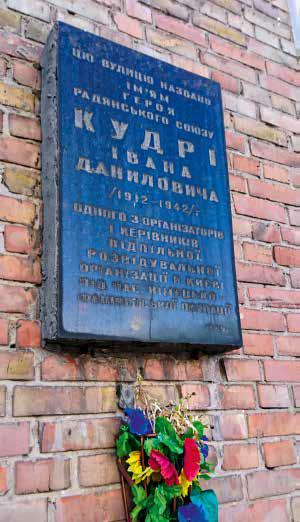 ЦЮ ВУЛИЦЮ НАЗВАНО
ІМ'ЯМ
ГЕРОЯ
РАДЯНСЬКОГО СОЮЗУ
КУДРІ
ІВАНА
ДАНИЛОВИЧА
/1912-1942/
ОДНОГО З ОРГАНІЗАТОРІВ
І КЕРІВНИКІВ
ПІДПІЛЬНОЇ
РОЗВІДУВАЛЬНОЇ
ОРГАНІЗАЦІЇ В КИЄВІ
ПІД ЧАС НІМЕЦЬКО-
ФАШИСТСЬКОЇ ОКУПАЦІЇ